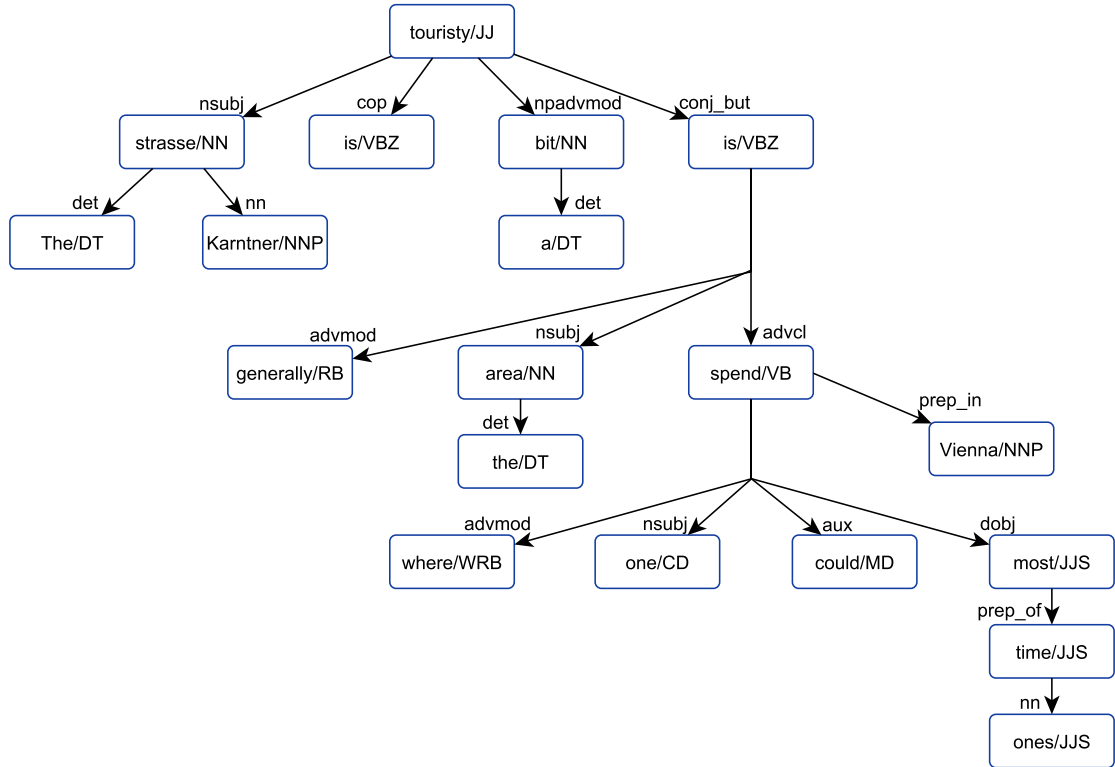 touristy/JJ
nsubj cop npadvmod conj_but
strasse/NN is/VBZ bit/NN is/VBZ
det nn det
The/DT Karntner/NNP a/DT
advmod nsubj advcl
generally/RB area/NN spend/VB
prep_in
det
the/DT Vienna/NNP
advmod nsubj aux dobj
where/WRB one/CD could/MD most/JJS
prep_of
time/JJS
nn
ones/JJS